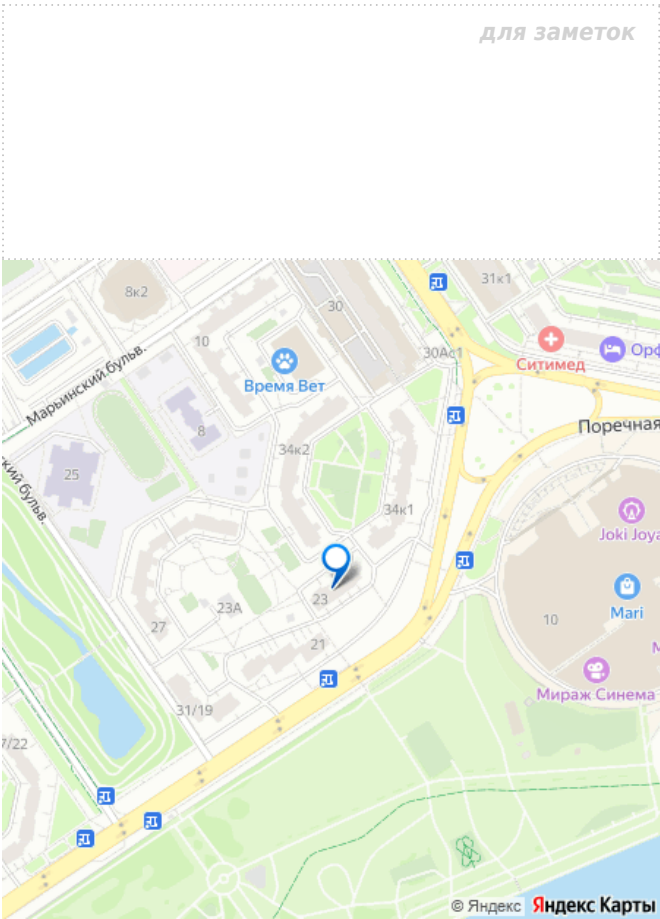 для заметок
8к2
30
31к1
10
30Ас1
Ситимед
Орф
Время Вет
Марьинский бульв.
8
Поречная
34к2
25
ский бульв.
34к1
Joki Joya
23А
23
Mari
10
27
21
М
Мираж Синема
31/19
7/22
© Яндекс Яндекс Карты